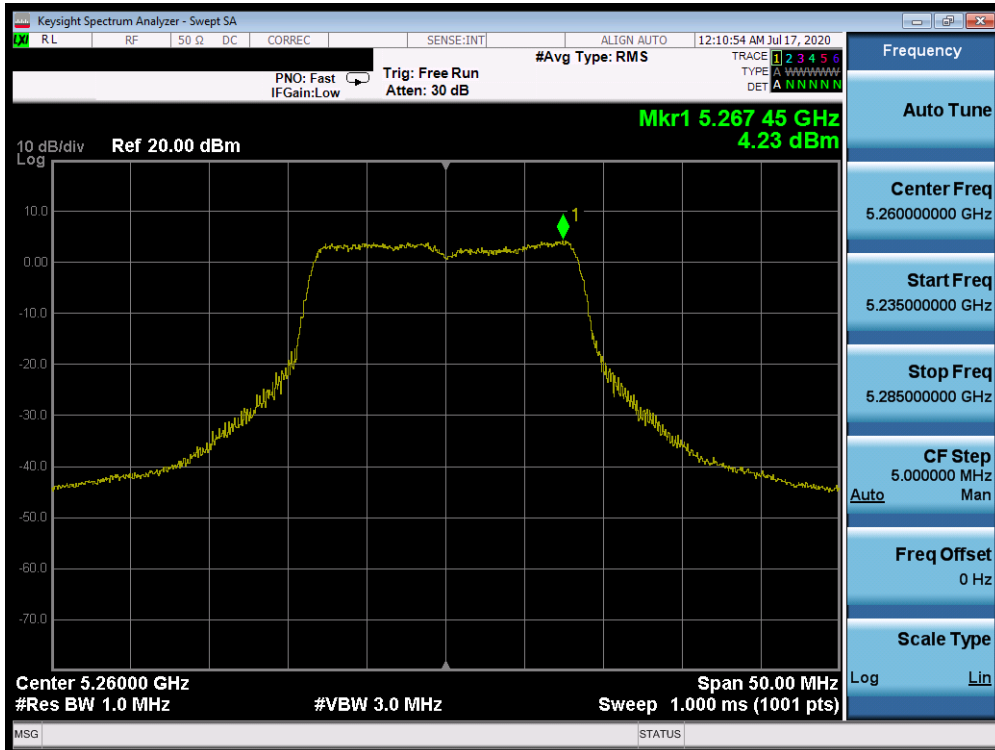 Keysight Spectrum Analyzer - Swept SA
LXI RL RF 50 Ω DC CORREC SENSE:INT ALIGN AUTO 12:10:54 AM Jul 17, 2020
#Avg Type: RMS TRACE 1 2 3 4 5 6
PNO: Fast Trig: Free Run TYPE A WWWWW
IFGain:Low Atten: 30 dB DET A N N N N N
Mkr1 5.267 45 GHz
4.23 dBm
10 dB/div Ref 20.00 dBm
Log
1
10.0
0.00
-10.0
-20.0
-30.0
-40.0
-50.0
-60.0
-70.0
Center 5.26000 GHz Span 50.00 MHz
#Res BW 1.0 MHz #VBW 3.0 MHz Sweep 1.000 ms (1001 pts)
MSG STATUS
Frequency
Auto Tune
Center Freq
5.260000000 GHz
Start Freq
5.235000000 GHz
Stop Freq
5.285000000 GHz
CF Step
5.000000 MHz
Auto Man
Freq Offset
0 Hz
Scale Type
Log Lin